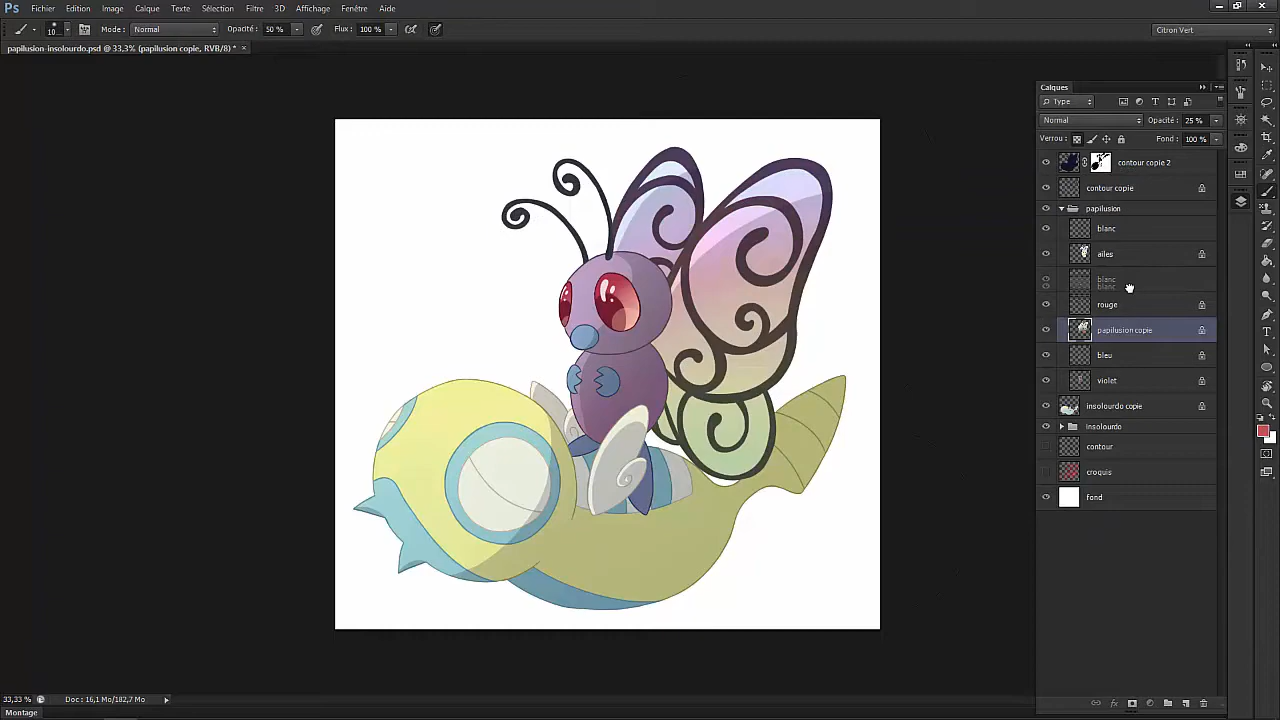 Ps Fichier Edition Image Calque Texte Sélection Filtre 3D Affichage Fenêtre Aide
10 Mode : Normal Opacité : 50 % Flux : 100 % Citron Vert
papilusion-insolourdo.psd @ 33,3% (papilusion copie, RVB/8) * ×
Calques
Type
Normal Opacité : 25 %
Verrou : Fond : 100 %
contour copie 2
contour copie
papilusion
blanc
ailes
blanc
blanc
rouge
papilusion copie
bleu
violet
insolourdo copie
Insolourdo
contour
croquis
fond
33,33 % Doc : 16,1 Mo/182,7 Mo
Montage